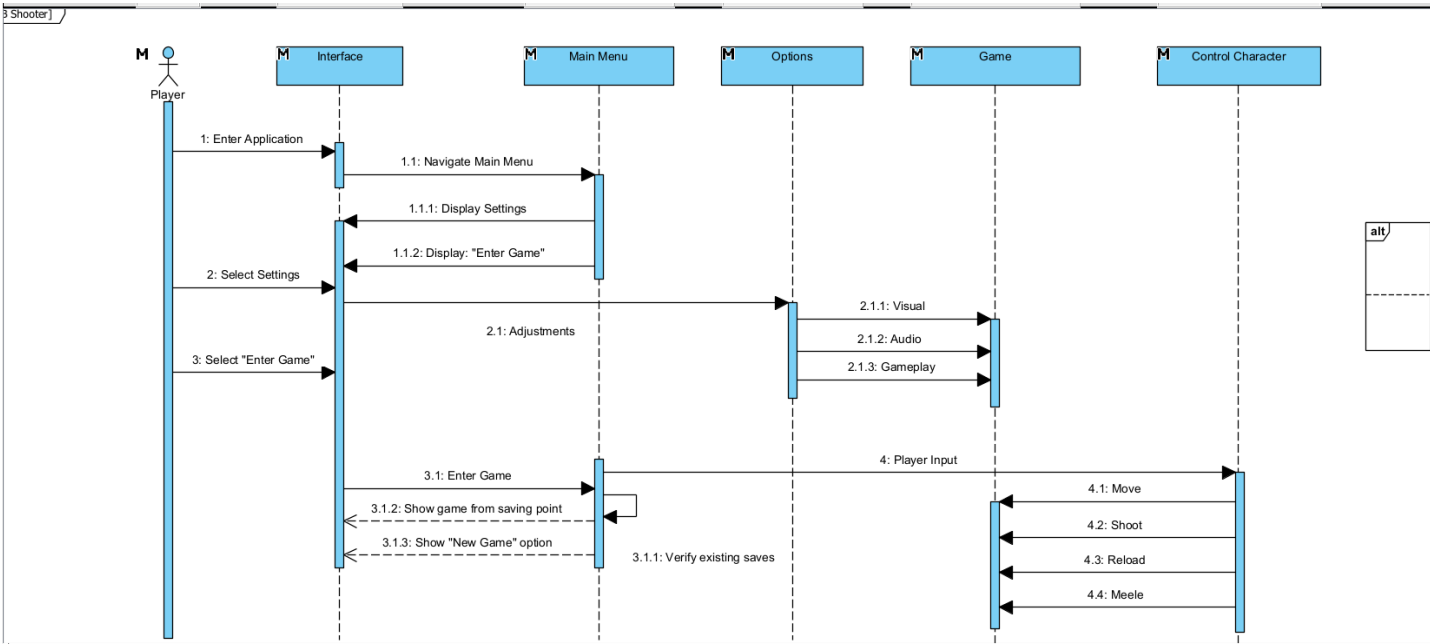 Shooter]
M
Player
M Interface
M Main Menu
M Options
M Game
M Control Character
1: Enter Application
1.1: Navigate Main Menu
1.1.1: Display Settings
alt
1.1.2: Display: "Enter Game"
2: Select Settings
2.1.1: Visual
2.1: Adjustments
2.1.2: Audio
3: Select "Enter Game"
2.1.3: Gameplay
4: Player Input
3.1: Enter Game
4.1: Move
3.1.2: Show game from saving point
4.2: Shoot
3.1.3: Show "New Game" option
3.1.1: Verify existing saves
4.3: Reload
4.4: Meele